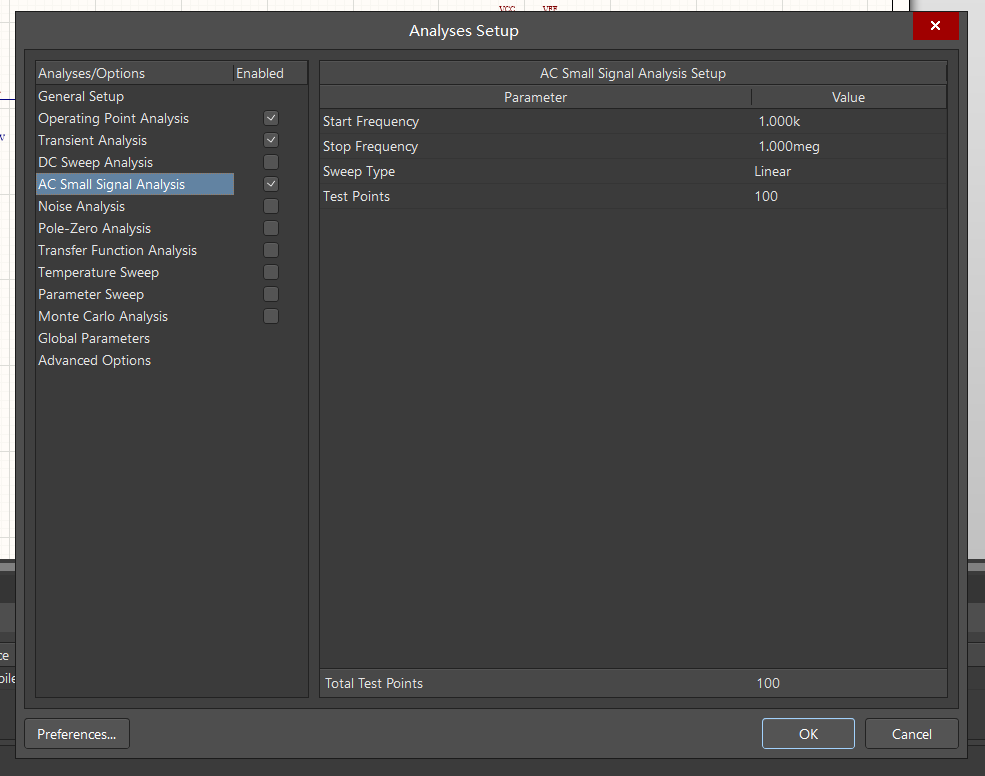 VCC VEE
Analyses Setup
Analyses/Options Enabled
General Setup
Operating Point Analysis
Transient Analysis
DC Sweep Analysis
AC Small Signal Analysis
Noise Analysis
Pole-Zero Analysis
Transfer Function Analysis
Temperature Sweep
Parameter Sweep
Monte Carlo Analysis
Global Parameters
Advanced Options
AC Small Signal Analysis Setup
Parameter Value
Start Frequency 1.000k
Stop Frequency 1.000meg
Sweep Type Linear
Test Points 100
Total Test Points 100
Preferences...
OK
Cancel